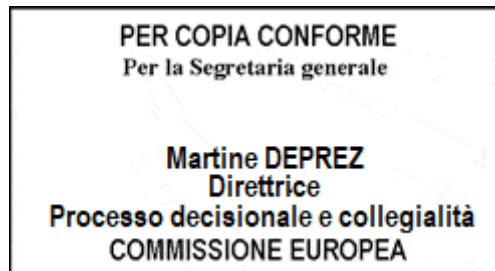 PER COPIA CONFORME
Per la Segretaria generale
Martine DEPREZ
Direttrice
Processo decisionale e collegialità
COMMISSIONE EUROPEA